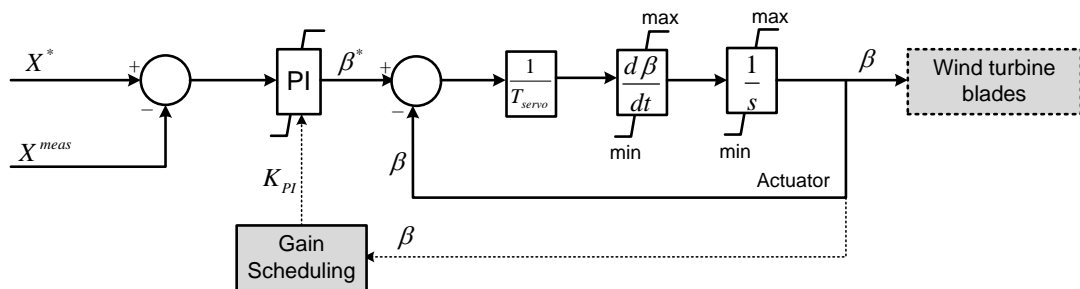 X* + − PI β* + − 1/T_servo dβ/dt max min 1/s max min β Wind turbine blades
X^meas
β
Actuator
K_PI
β
Gain Scheduling